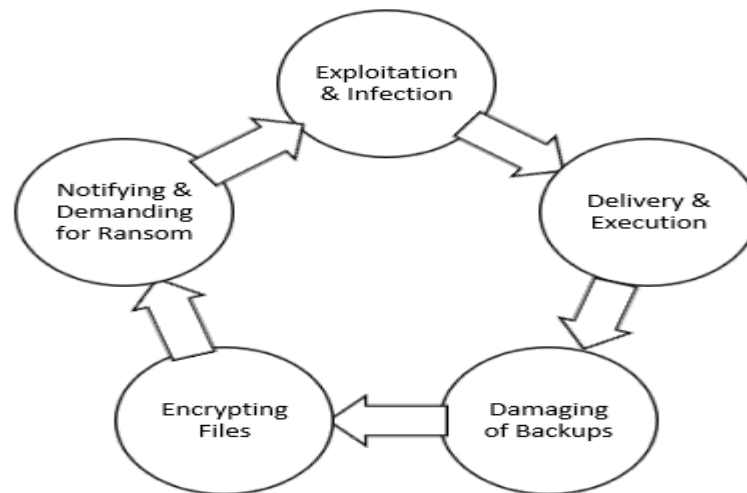 Exploitation
& Infection
Delivery &
Execution
Damaging
of Backups
Encrypting
Files
Notifying &
Demanding
for Ransom